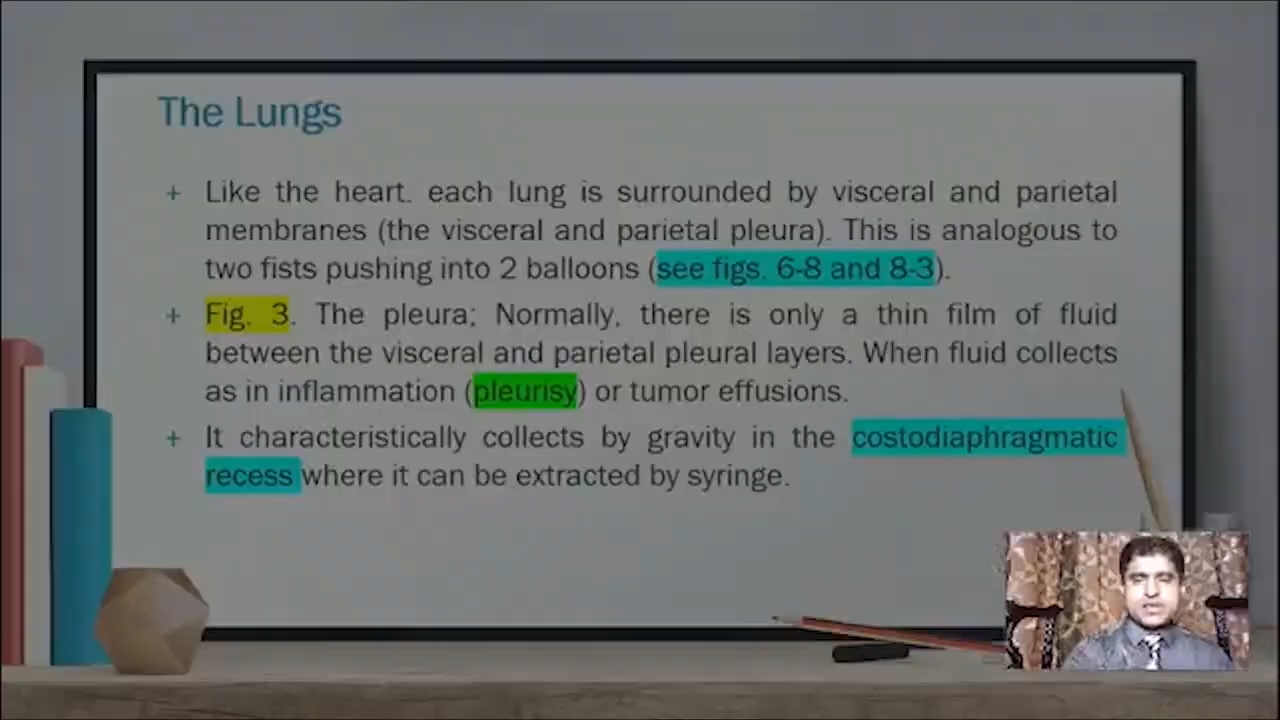 The Lungs
+ Like the heart. each lung is surrounded by visceral and parietal
membranes (the visceral and parietal pleura). This is analogous to
two fists pushing into 2 balloons (see figs. 6-8 and 8-3).
+ Fig. 3. The pleura; Normally, there is only a thin film of fluid
between the visceral and parietal pleural layers. When fluid collects
as in inflammation (pleurisy) or tumor effusions.
+ It characteristically collects by gravity in the costodiaphragmatic
recess where it can be extracted by syringe.